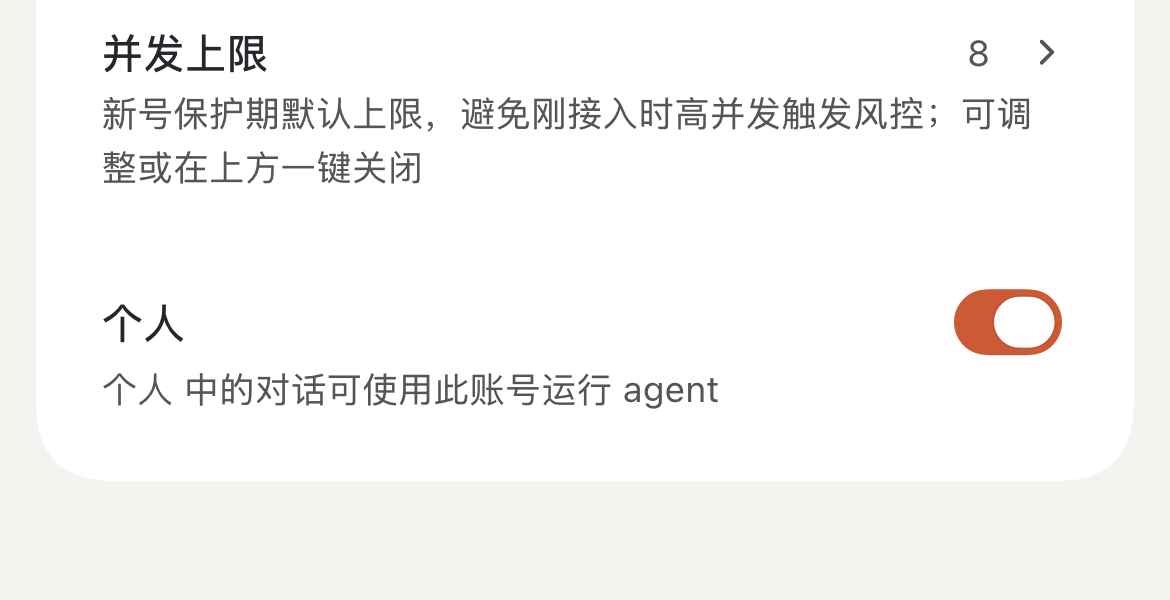 并发上限
8
新号保护期默认上限，避免刚接入时高并发触发风控；可调
整或在上方一键关闭
个人
个人 中的对话可使用此账号运行 agent